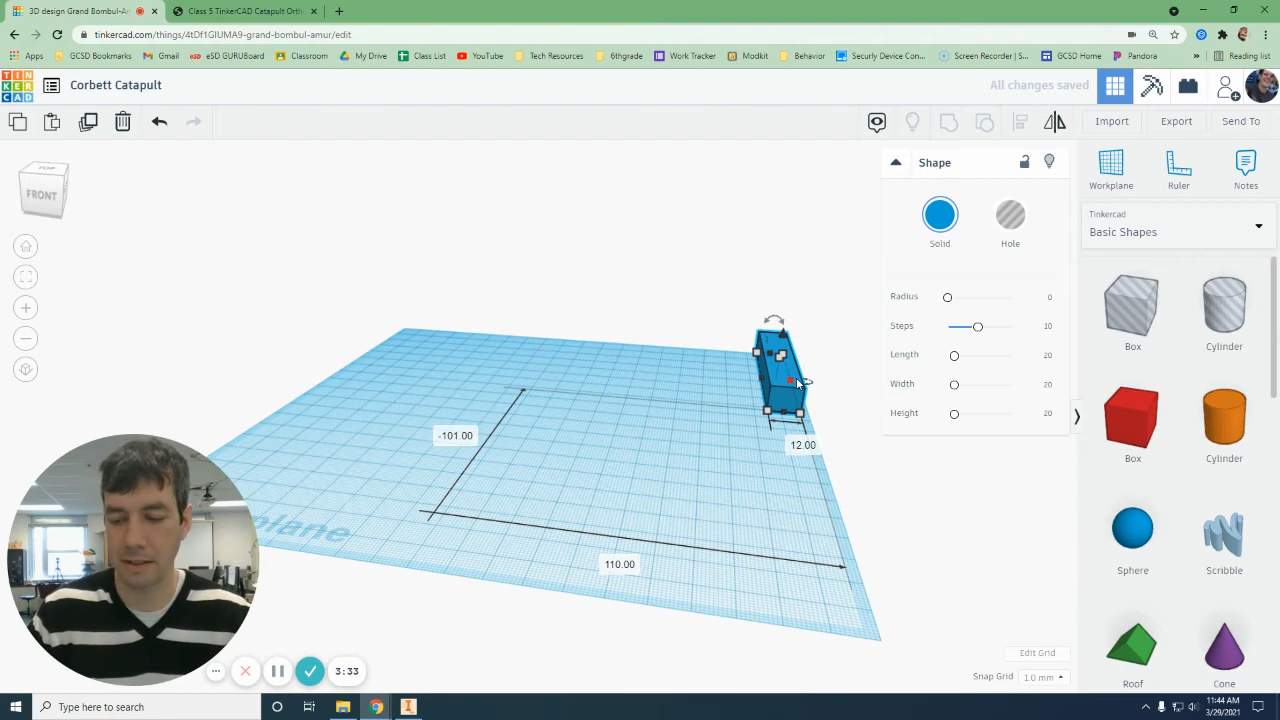 3D design Grand Bombul-Am
Class 5 TinkerCAD Catapult Orth
tinkercad.com/things/4tDf1GIUMA9-grand-bombul-amur/edit
Apps
Gmail
eSD GURUBoard
Classroom
My Drive
Class List
YouTube
Tech Resources
6thgrade
Work Tracker
Modkit
Behavior
Securly Device Con...
Screen Recorder | S...
GCSD Home
Pandora
»
Reading list
TIN
KER
CAD
Corbett Catapult
All changes saved
Import
Export
Send To
TOP
FRONT
Shape
Solid
Hole
Radius 0
Steps 10
Length 20
Width 20
Height 20
Workplane
Ruler
Notes
Tinkercad
Basic Shapes
Box
Cylinder
Box
Cylinder
Sphere
Scribble
Roof
Cone
-101.00
12.00
110.00
plane
Edit Grid
Snap Grid 1.0 mm
3:33
Type here to search
11:44 AM
3/29/2021